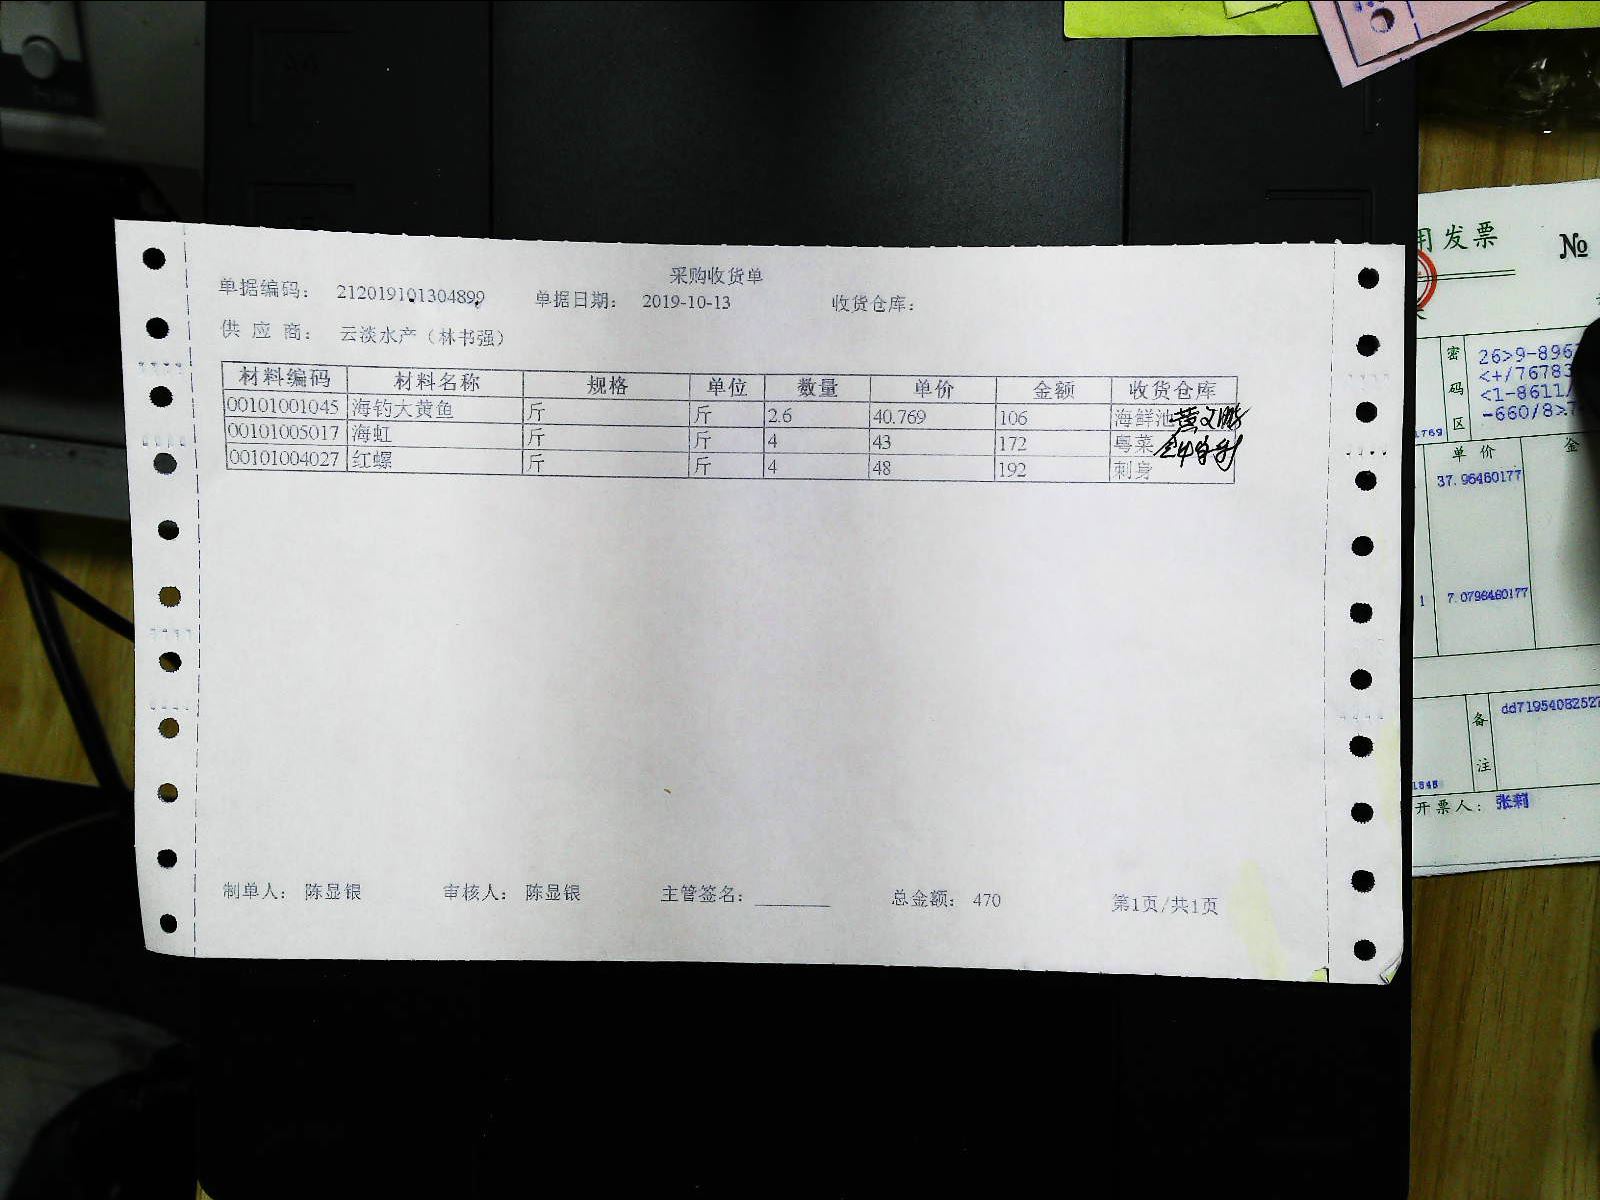 采购收货单
单据编码： 212019101304899 单据日期： 2019-10-13 收货仓库：
供 应 商： 云淡水产（林书强）
材料编码 材料名称 规格 单位 数量 单价 金额 收货仓库
00101001045 海钓大黄鱼 斤 斤 2.6 40.769 106 海鲜池
00101005017 海虹 斤 斤 4 43 172 粤菜
00101004027 红螺 斤 斤 4 48 192 刺身
制单人： 陈显银 审核人： 陈显银 主管签名： 总金额： 470 第1页/共1页
用发票 №
密码区
26>9-896
<+/76783
<1-8611/
-660/8>
1769
单价 金
37.96460177
1 7.0796460177
备注
dd7195408252
1848
开票人： 张莉